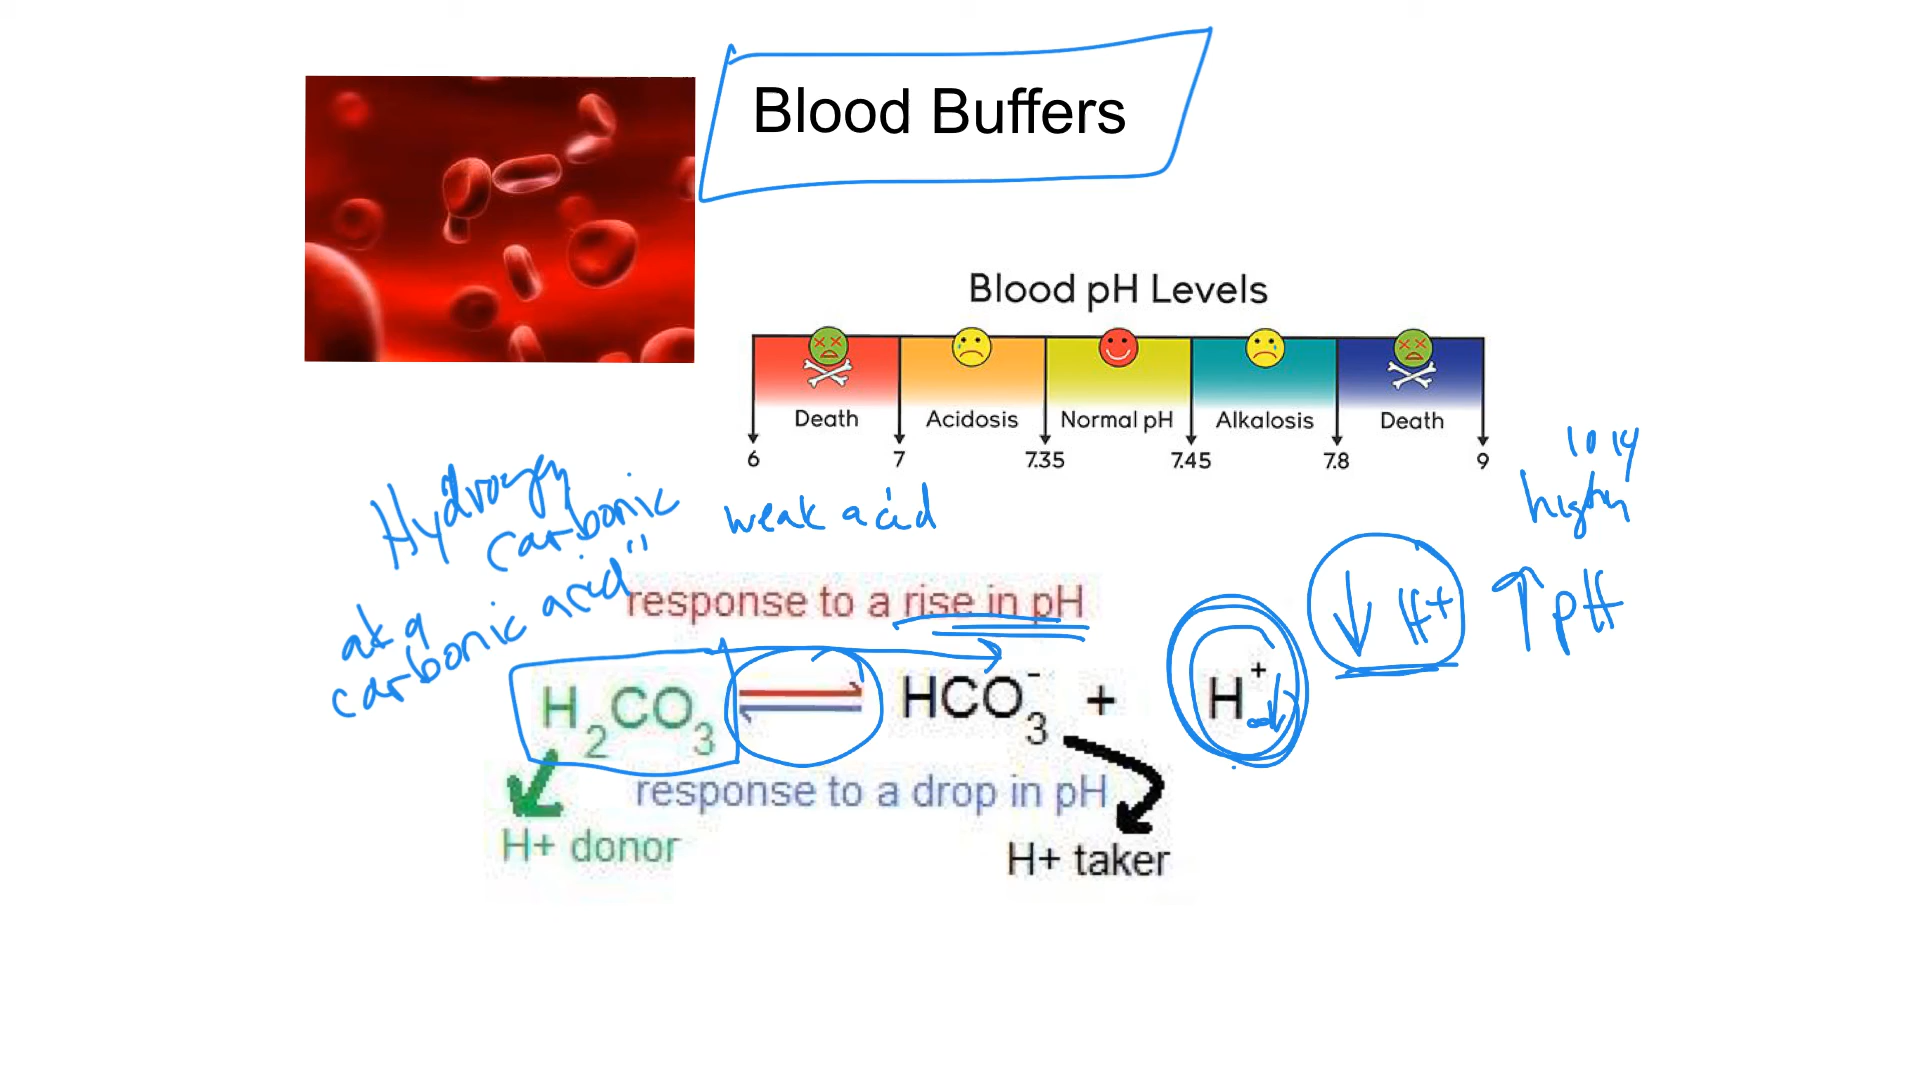 Blood Buffers
Blood pH Levels
Death Acidosis Normal pH Alkalosis Death
6 7 7.35 7.45 7.8 9
10 14
Hydrogen
carbonic
acid"
weak acid
aka
carbonic
response to a rise in pH
↓ H+ ↑ pH
H₂CO₃ ⇌ HCO₃⁻ + H⁺
response to a drop in pH
H+ donor
H+ taker